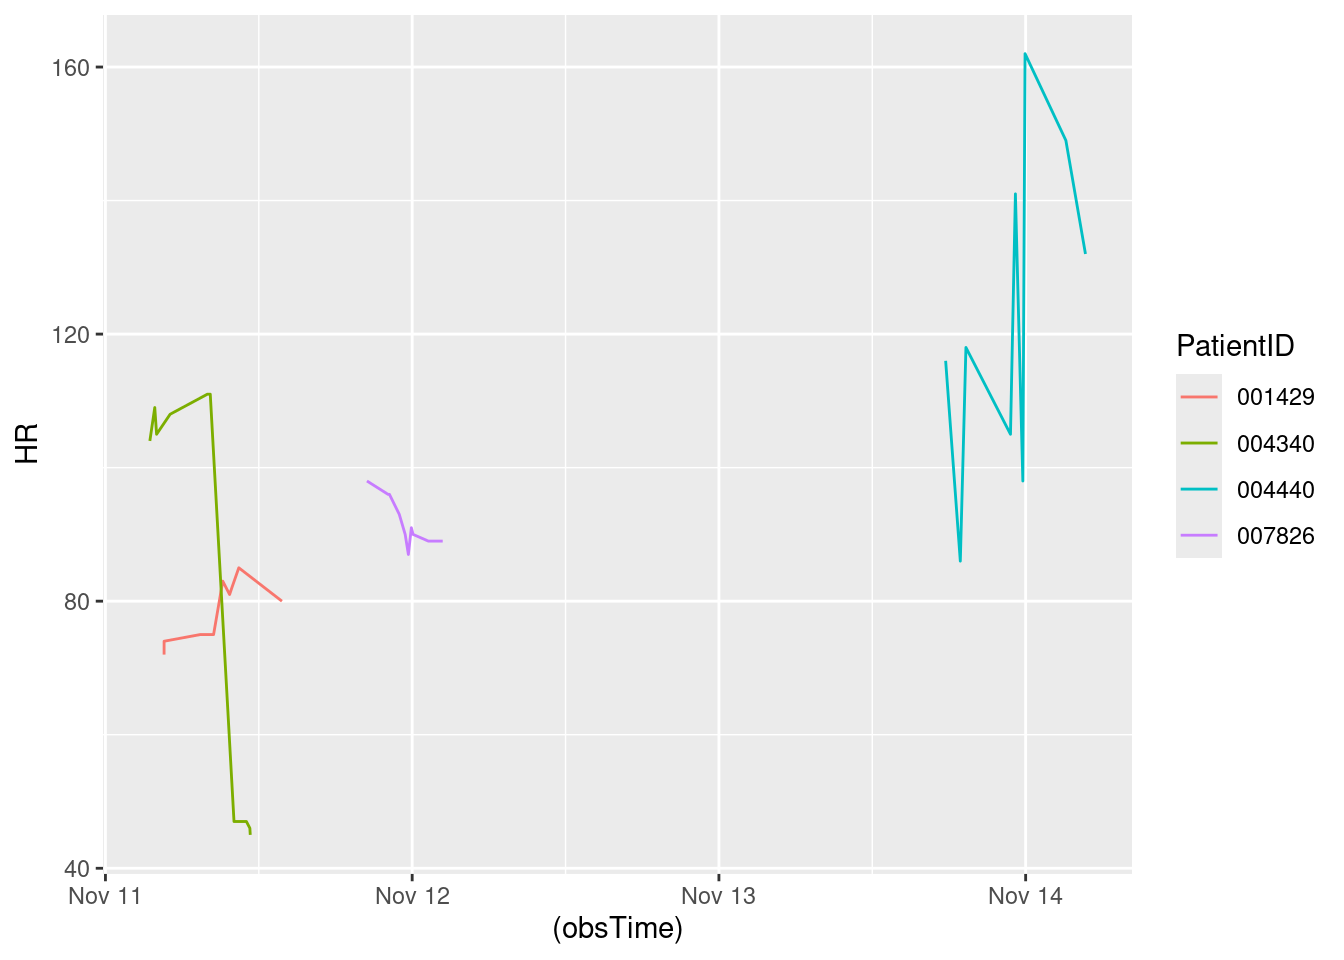 160
120
80
40
HR
Nov 11
Nov 12
Nov 13
Nov 14
(obsTime)
PatientID
001429
004340
004440
007826